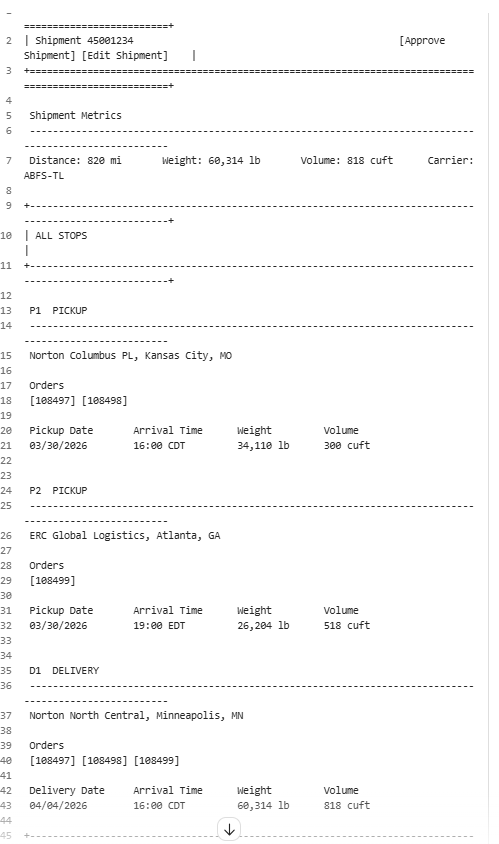 =========================+
2 | Shipment 45001234 [Approve
Shipment] [Edit Shipment] |
3 +=============================================================================
=========================+
4
5 Shipment Metrics
6 -----------------------------------------------------------------------------
------------------------
7 Distance: 820 mi Weight: 60,314 lb Volume: 818 cuft Carrier:
ABFS-TL
8
9 +-----------------------------------------------------------------------------
-------------------------+
10 | ALL STOPS
|
11 +-----------------------------------------------------------------------------
-------------------------+
12
13 P1 PICKUP
14 -----------------------------------------------------------------------------
------------------------
15 Norton Columbus PL, Kansas City, MO
16
17 Orders
18 [108497] [108498]
19
20 Pickup Date Arrival Time Weight Volume
21 03/30/2026 16:00 CDT 34,110 lb 300 cuft
22
23
24 P2 PICKUP
25 -----------------------------------------------------------------------------
------------------------
26 ERC Global Logistics, Atlanta, GA
27
28 Orders
29 [108499]
30
31 Pickup Date Arrival Time Weight Volume
32 03/30/2026 19:00 EDT 26,204 lb 518 cuft
33
34
35 D1 DELIVERY
36 -----------------------------------------------------------------------------
------------------------
37 Norton North Central, Minneapolis, MN
38
39 Orders
40 [108497] [108498] [108499]
41
42 Delivery Date Arrival Time Weight Volume
43 04/04/2026 16:00 CDT 60,314 lb 818 cuft
44
45 +-----------------------------------------------------------------------------